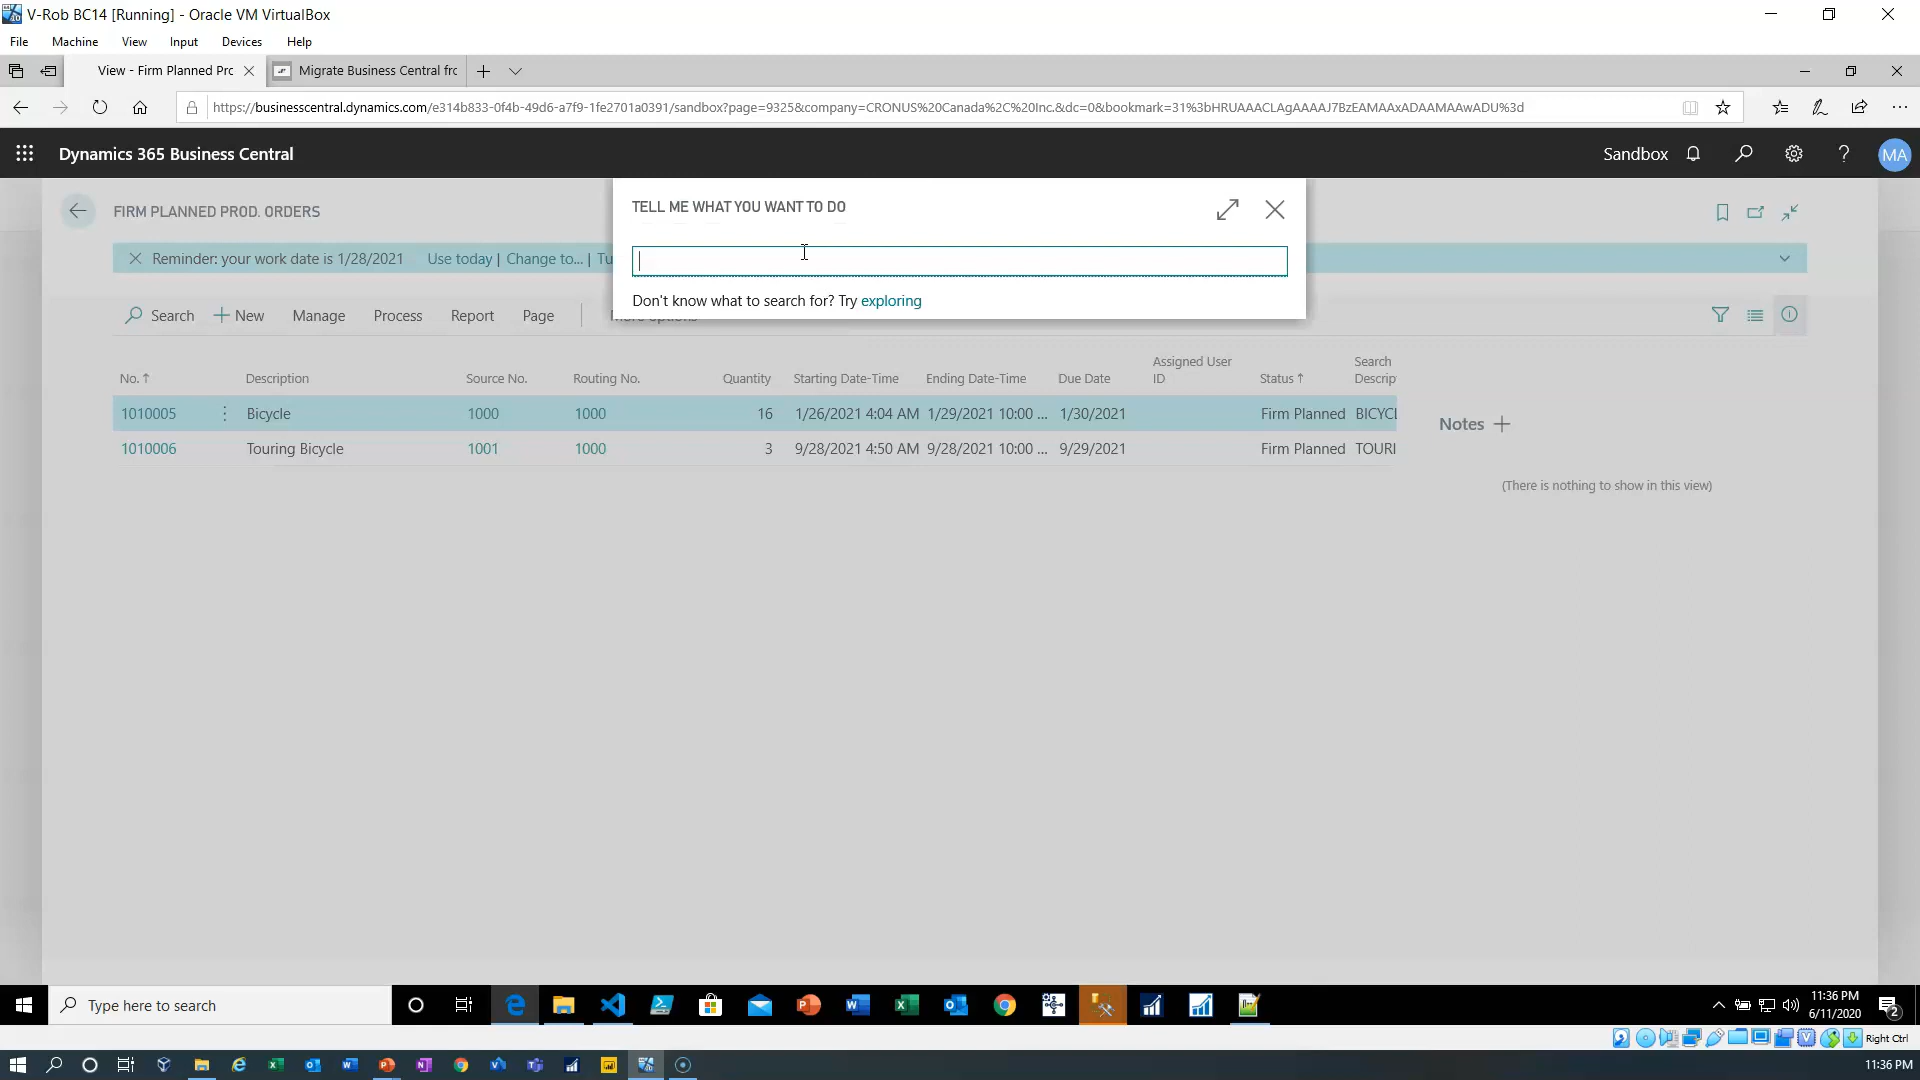 V-Rob BC14 [Running] - Oracle VM VirtualBox
File Machine View Input Devices Help
View - Firm Planned Prc
Migrate Business Central frc
https://businesscentral.dynamics.com/e314b833-0f4b-49d6-a7f9-1fe2701a0391/sandbox?page=9325&company=CRONUS%20Canada%2C%20Inc.&dc=0&bookmark=31%3bHRUAAACLAgAAAAJ7BzEAMAAxADAAMAAwADU%3d
Dynamics 365 Business Central
Sandbox
MA
FIRM PLANNED PROD. ORDERS
TELL ME WHAT YOU WANT TO DO
Reminder: your work date is 1/28/2021 Use today | Change to... | Tu
Don't know what to search for? Try exploring
Search New Manage Process Report Page
No. Description Source No. Routing No. Quantity Starting Date-Time Ending Date-Time Due Date Assigned User ID Status Search Descrip
1010005 Bicycle 1000 1000 16 1/26/2021 4:04 AM 1/29/2021 10:00 ... 1/30/2021 Firm Planned BICYCL
1010006 Touring Bicycle 1001 1000 3 9/28/2021 4:50 AM 9/28/2021 10:00 ... 9/29/2021 Firm Planned TOURI
Notes
(There is nothing to show in this view)
Type here to search
11:36 PM
6/11/2020
2
Right Ctrl
11:36 PM